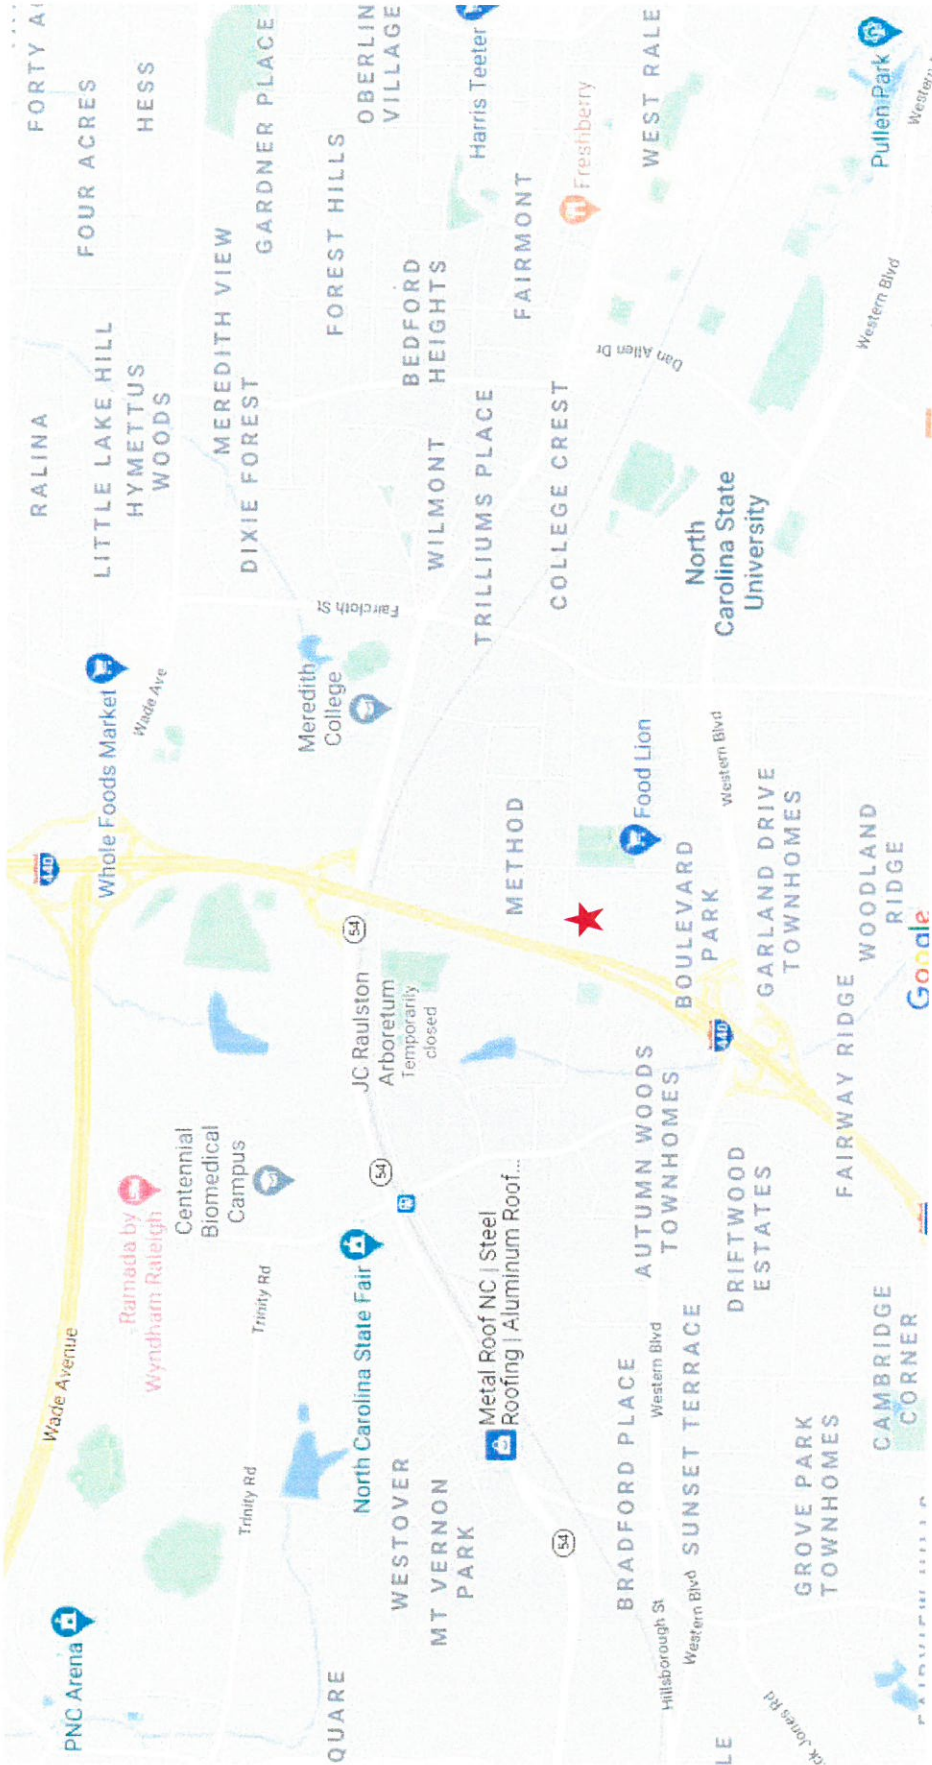 PNC Arena
Wade Avenue
Ramada by
Wyndham Raleigh
Centennial
Biomedical
Campus
Trinity Rd
Trinity Rd
North Carolina State Fair
WESTOVER
MT VERNON
PARK
QUARE
54
Metal Roof NC | Steel
Roofing | Aluminum Roof...
54
JC Raulston
Arboretum
Temporarily
closed
54
440
Whole Foods Market
Wade Ave
Meredith
College
Faircloth St
RALINA
LITTLE LAKE HILL
HYMETTUS
WOODS
FOUR ACRES
HESS
MEREDITH VIEW
DIXIE FOREST
GARDNER PLACE
FOREST HILLS
OBERLIN
VILLAGE
BEDFORD
HEIGHTS
WILMONT
TRILLIUMS PLACE
Harris Teeter
FAIRMONT
Freshberry
COLLEGE CREST
METHOD
Food Lion
Dan Allen Dr
North
Carolina State
University
Pullen Park
Western Blvd
Western Blvd
BOULEVARD
PARK
GARLAND DRIVE
TOWNHOMES
WOODLAND
RIDGE
440
AUTUMN WOODS
TOWNHOMES
DRIFTWOOD
ESTATES
FAIRWAY RIDGE
BRADFORD PLACE
Western Blvd
SUNSET TERRACE
Western Blvd
Hillsborough St
GROVE PARK
TOWNHOMES
CAMBRIDGE
CORNER
Google